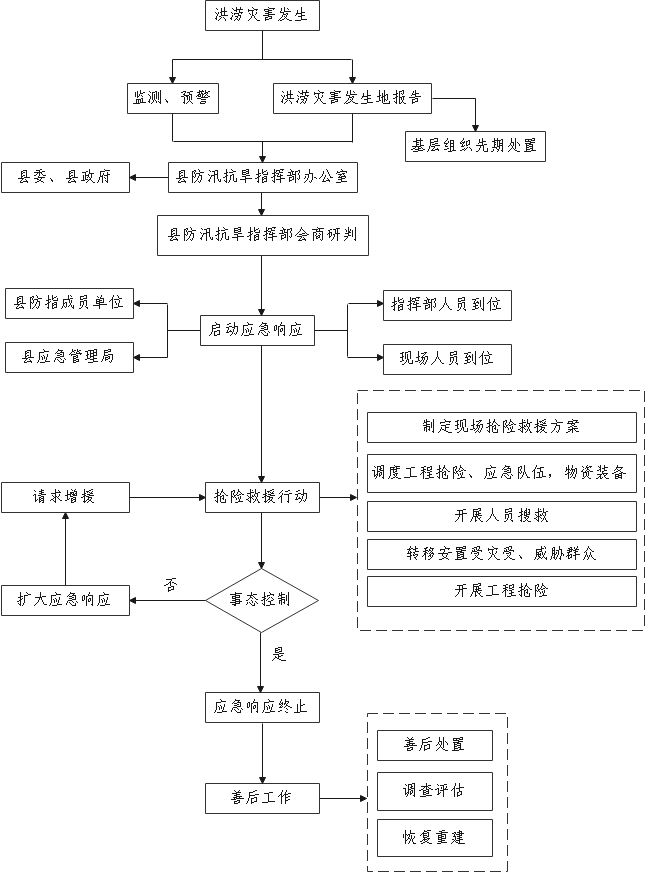 洪涝灾害发生
监测、预警
洪涝灾害发生地报告
基层组织先期处置
县委、县政府
县防汛抗旱指挥部办公室
县防汛抗旱指挥部会商研判
县防指成员单位
指挥部人员到位
启动应急响应
县应急管理局
现场人员到位
制定现场抢险救援方案
调度工程抢险、应急队伍，物资装备
请求增援
抢险救援行动
开展人员搜救
转移安置受灾受、威胁群众
开展工程抢险
否
扩大应急响应
事态控制
是
应急响应终止
善后处置
善后工作
调查评估
恢复重建